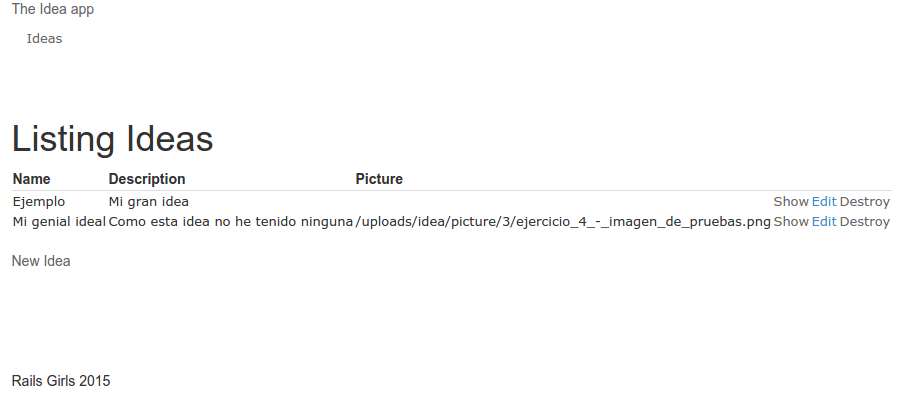 The Idea app
Ideas
Listing Ideas
Name Description Picture
Ejemplo Mi gran idea Show Edit Destroy
Mi genial ideal Como esta idea no he tenido ninguna /uploads/idea/picture/3/ejercicio_4_-_imagen_de_pruebas.png Show Edit Destroy
New Idea
Rails Girls 2015